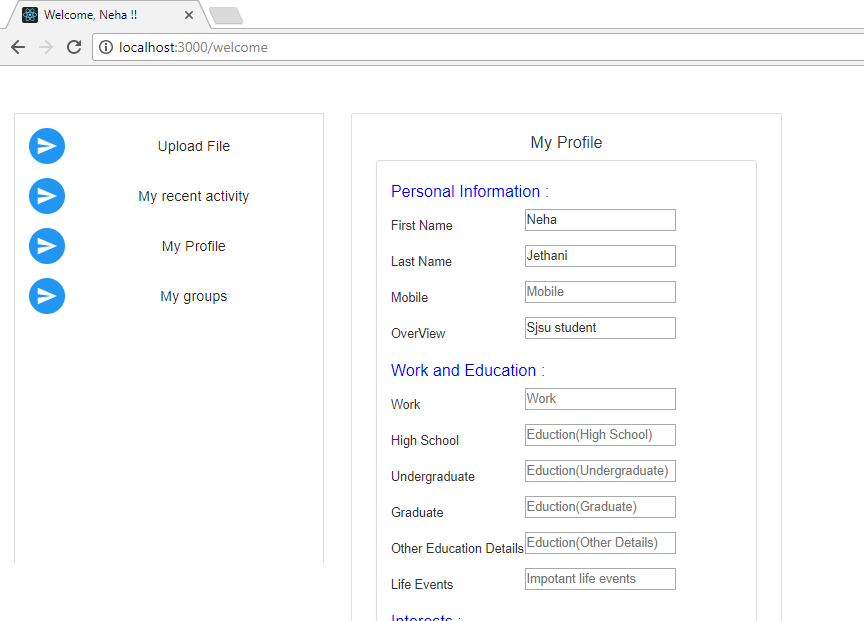 Welcome, Neha !!
localhost:3000/welcome
Upload File
My recent activity
My Profile
My groups
My Profile
Personal Information :
First Name Neha
Last Name Jethani
Mobile Mobile
OverView Sjsu student
Work and Education :
Work Work
High School Eduction(High School)
Undergraduate Eduction(Undergraduate)
Graduate Eduction(Graduate)
Other Education Details Eduction(Other Details)
Life Events Impotant life events
Interests :